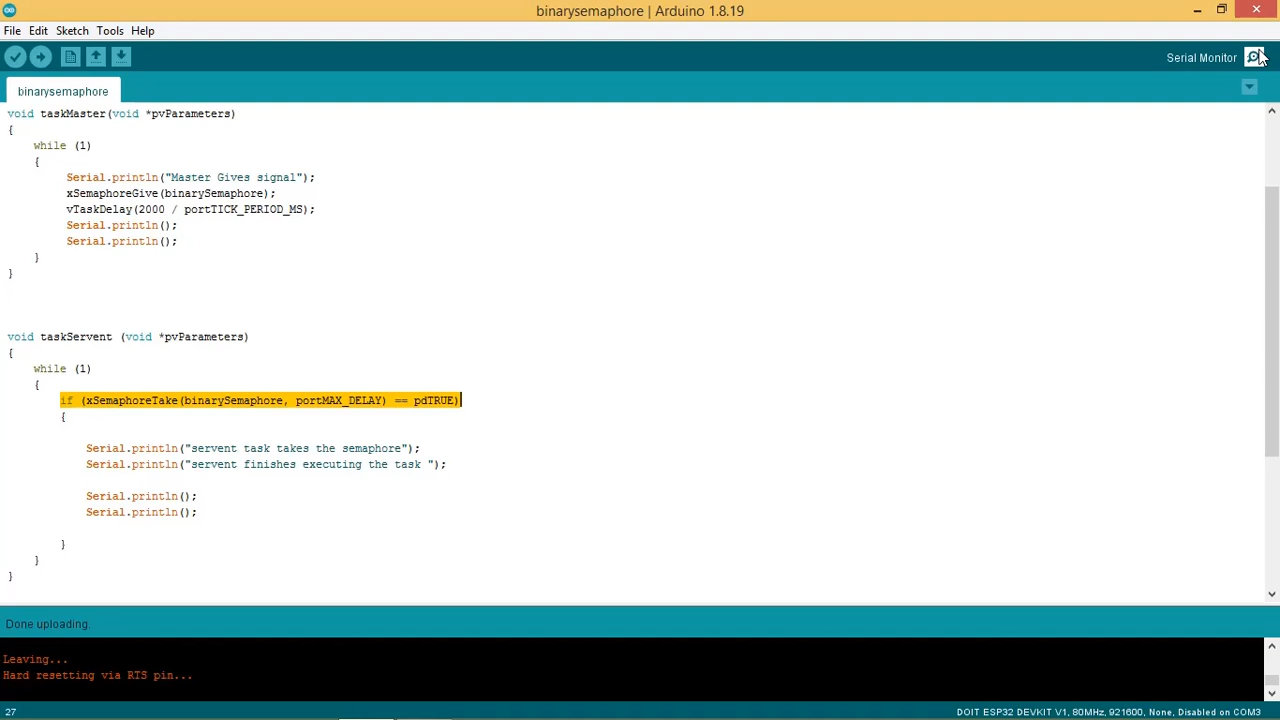 binarysemaphore | Arduino 1.8.19
File Edit Sketch Tools Help
Serial Monitor
binarysemaphore
void taskMaster(void *pvParameters)
{
while (1)
{
Serial.println("Master Gives signal");
xSemaphoreGive(binarySemaphore);
vTaskDelay(2000 / portTICK_PERIOD_MS);
Serial.println();
Serial.println();
}
}
void taskServent (void *pvParameters)
{
while (1)
{
if (xSemaphoreTake(binarySemaphore, portMAX_DELAY) == pdTRUE)
{
Serial.println("servent task takes the semaphore");
Serial.println("servent finishes executing the task ");
Serial.println();
Serial.println();
}
}
}
Done uploading.
Leaving...
Hard resetting via RTS pin...
27 DOIT ESP32 DEVKIT V1, 80MHz, 921600, None, Disabled on COM3